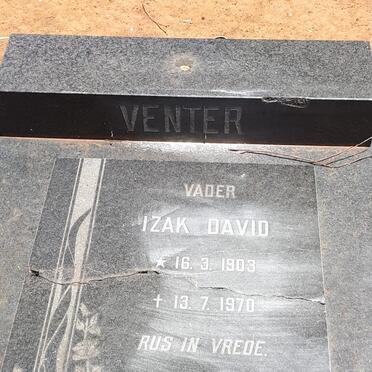 VENTER
VADER
IZAK DAVID
★ 16. 3. 1903
✝ 13. 7. 1970
RUS IN VREDE.